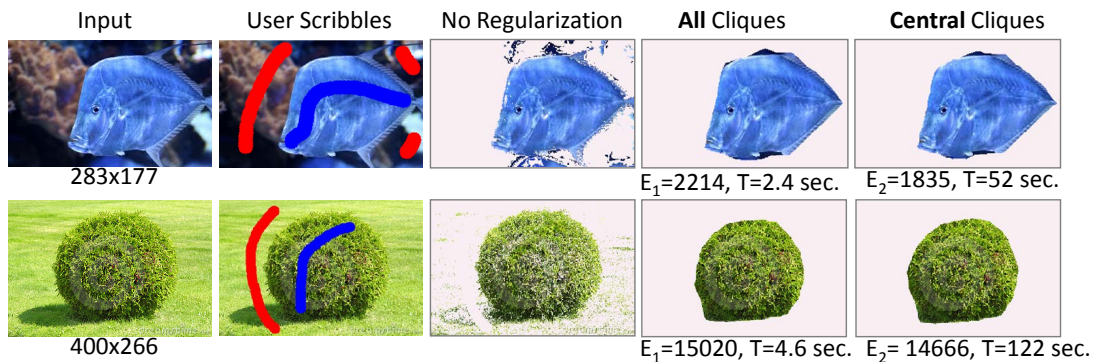 Input User Scribbles No Regularization All Cliques Central Cliques
283x177
E₁=2214, T=2.4 sec. E₂=1835, T=52 sec.
400x266
E₁=15020, T=4.6 sec. E₂= 14666, T=122 sec.